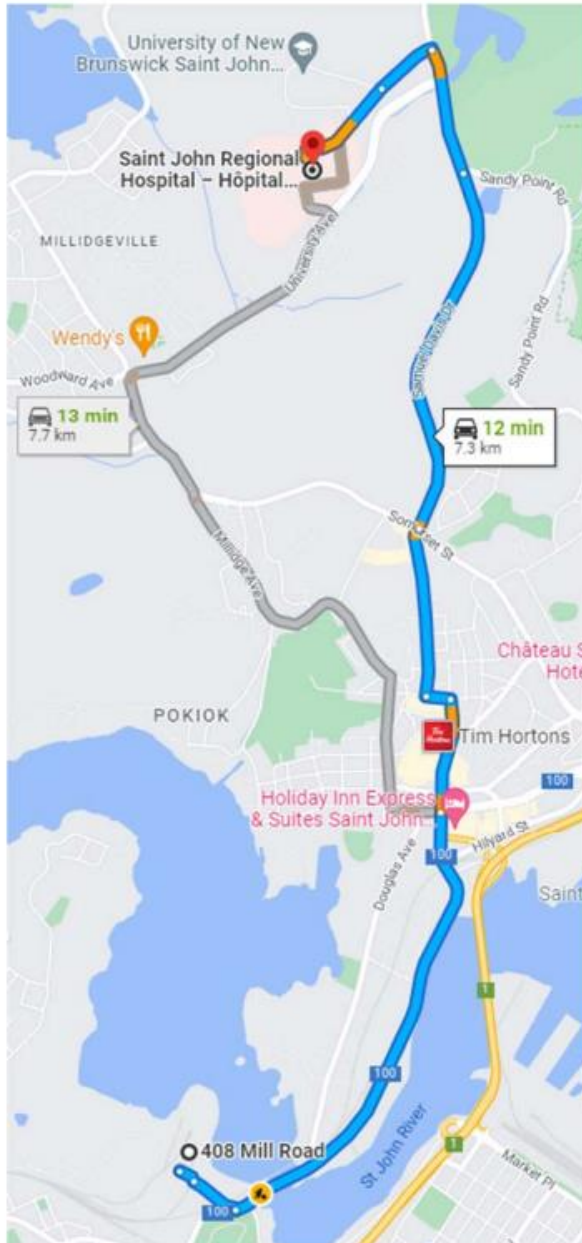 University of New
Brunswick Saint John...
Saint John Regional
Hospital – Hôpital...
Sandy Point Rd
MILLIDGEVILLE
University Ave
Sandy Point Rd
Wendy's
Woodward Ave
Samuel Davis Dr
13 min
7.7 km
12 min
7.3 km
Somerset St
Millidge Ave
Château S
Hote
POKIOK
Tim Hortons
100
Holiday Inn Express
& Suites Saint John...
Hilyard St
100
Douglas Ave
Saint
1
100
St John River
1
408 Mill Road
Market Pl
100